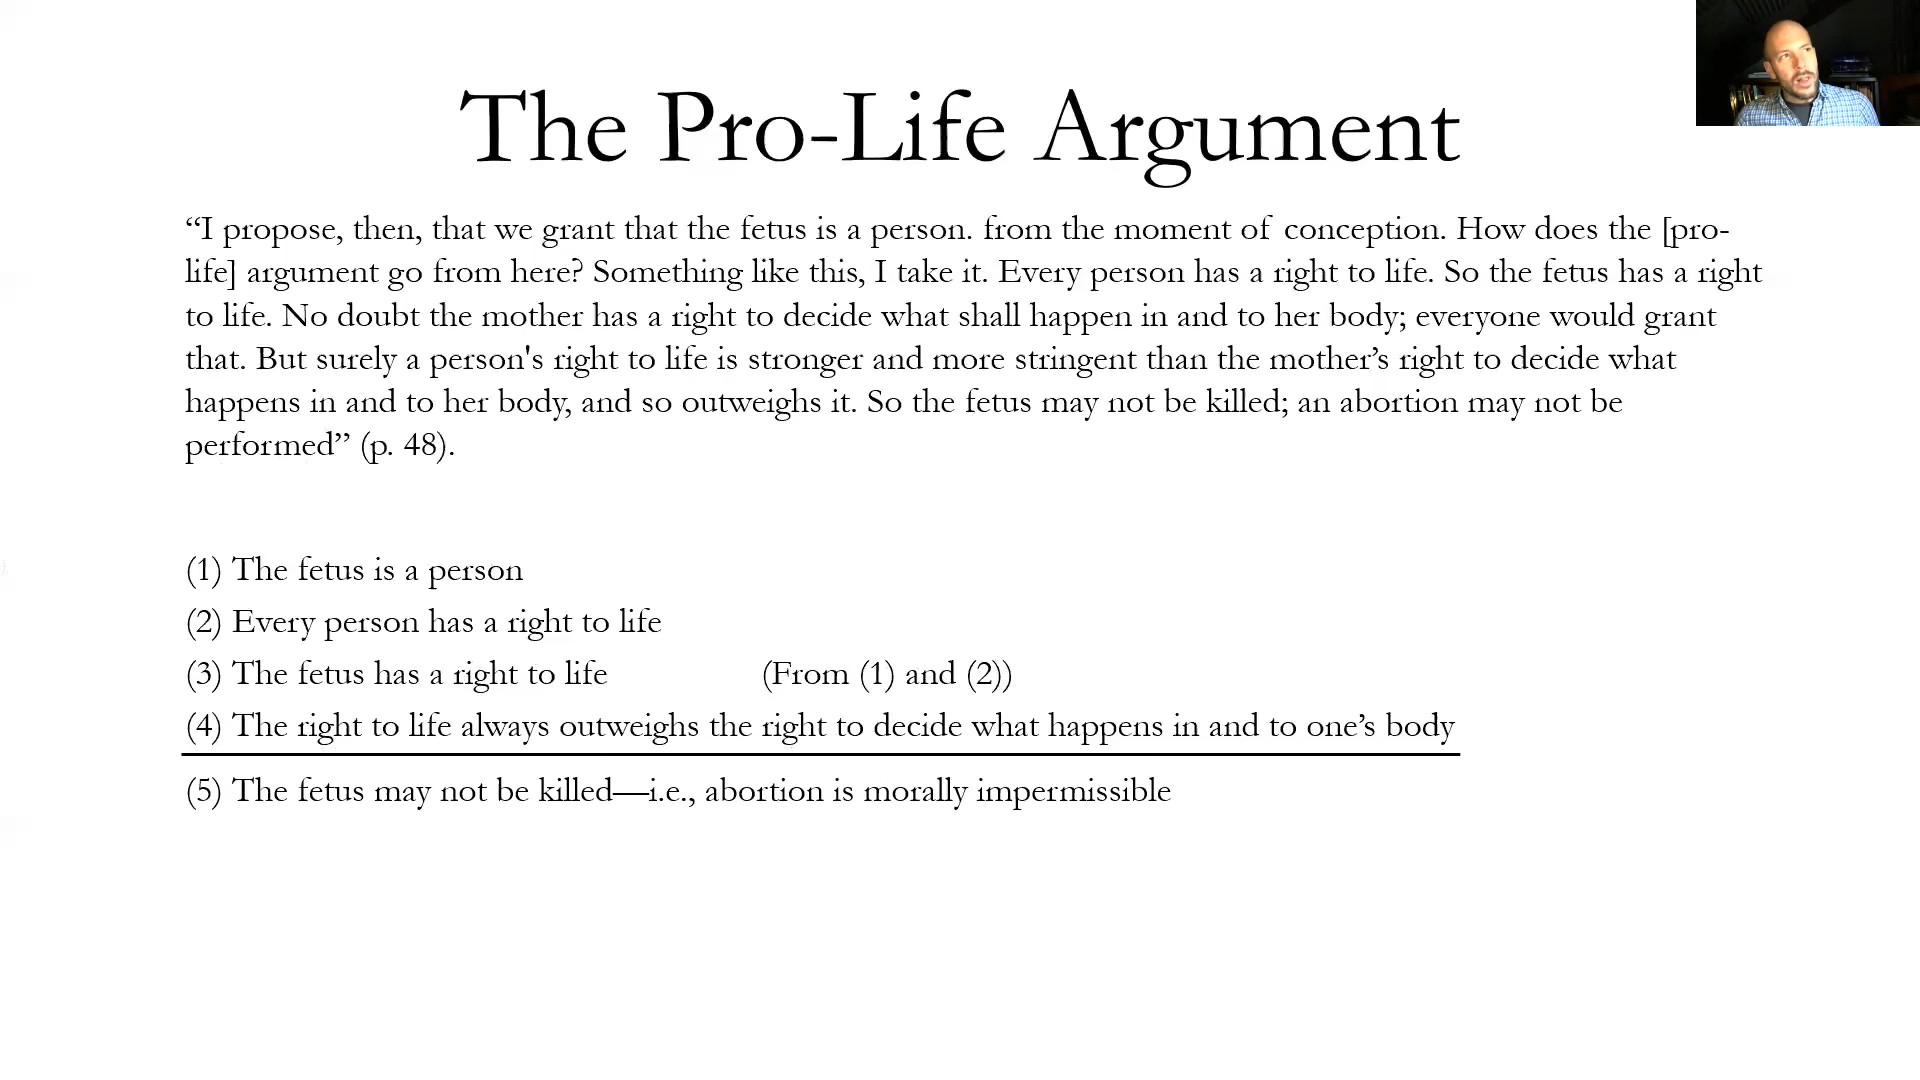 The Pro-Life Argument
“I propose, then, that we grant that the fetus is a person. from the moment of conception. How does the [pro-
life] argument go from here? Something like this, I take it. Every person has a right to life. So the fetus has a right
to life. No doubt the mother has a right to decide what shall happen in and to her body; everyone would grant
that. But surely a person's right to life is stronger and more stringent than the mother’s right to decide what
happens in and to her body, and so outweighs it. So the fetus may not be killed; an abortion may not be
performed” (p. 48).
(1) The fetus is a person
(2) Every person has a right to life
(3) The fetus has a right to life (From (1) and (2))
(4) The right to life always outweighs the right to decide what happens in and to one’s body
(5) The fetus may not be killed—i.e., abortion is morally impermissible